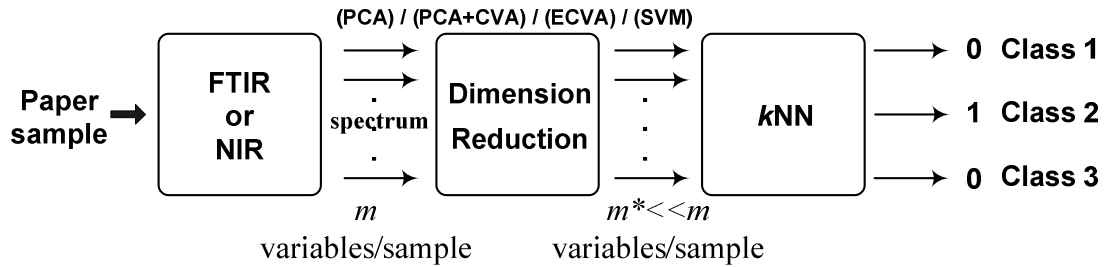 (PCA) / (PCA+CVA) / (ECVA) / (SVM)
Paper
sample
FTIR
or
NIR
spectrum
Dimension
Reduction
kNN
0 Class 1
1 Class 2
0 Class 3
m
variables/sample
m*<<m
variables/sample